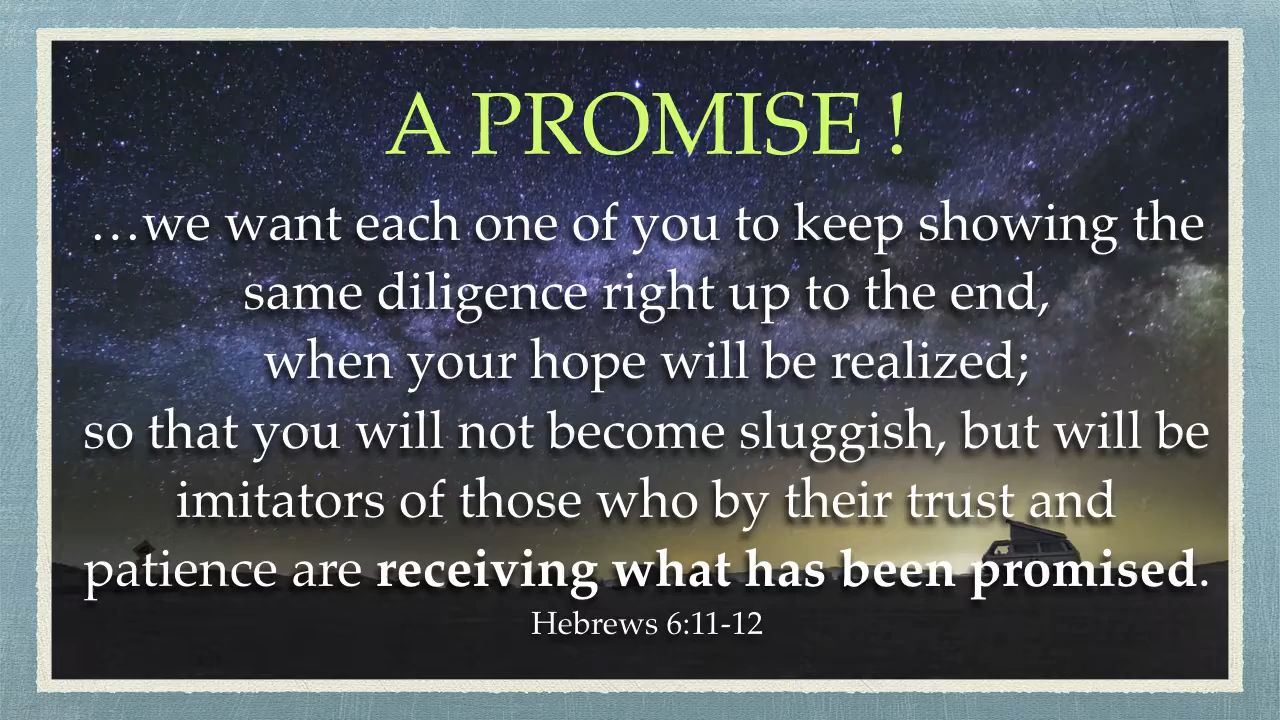 A PROMISE !
…we want each one of you to keep showing the
same diligence right up to the end,
when your hope will be realized;
so that you will not become sluggish, but will be
imitators of those who by their trust and
patience are receiving what has been promised.
Hebrews 6:11-12